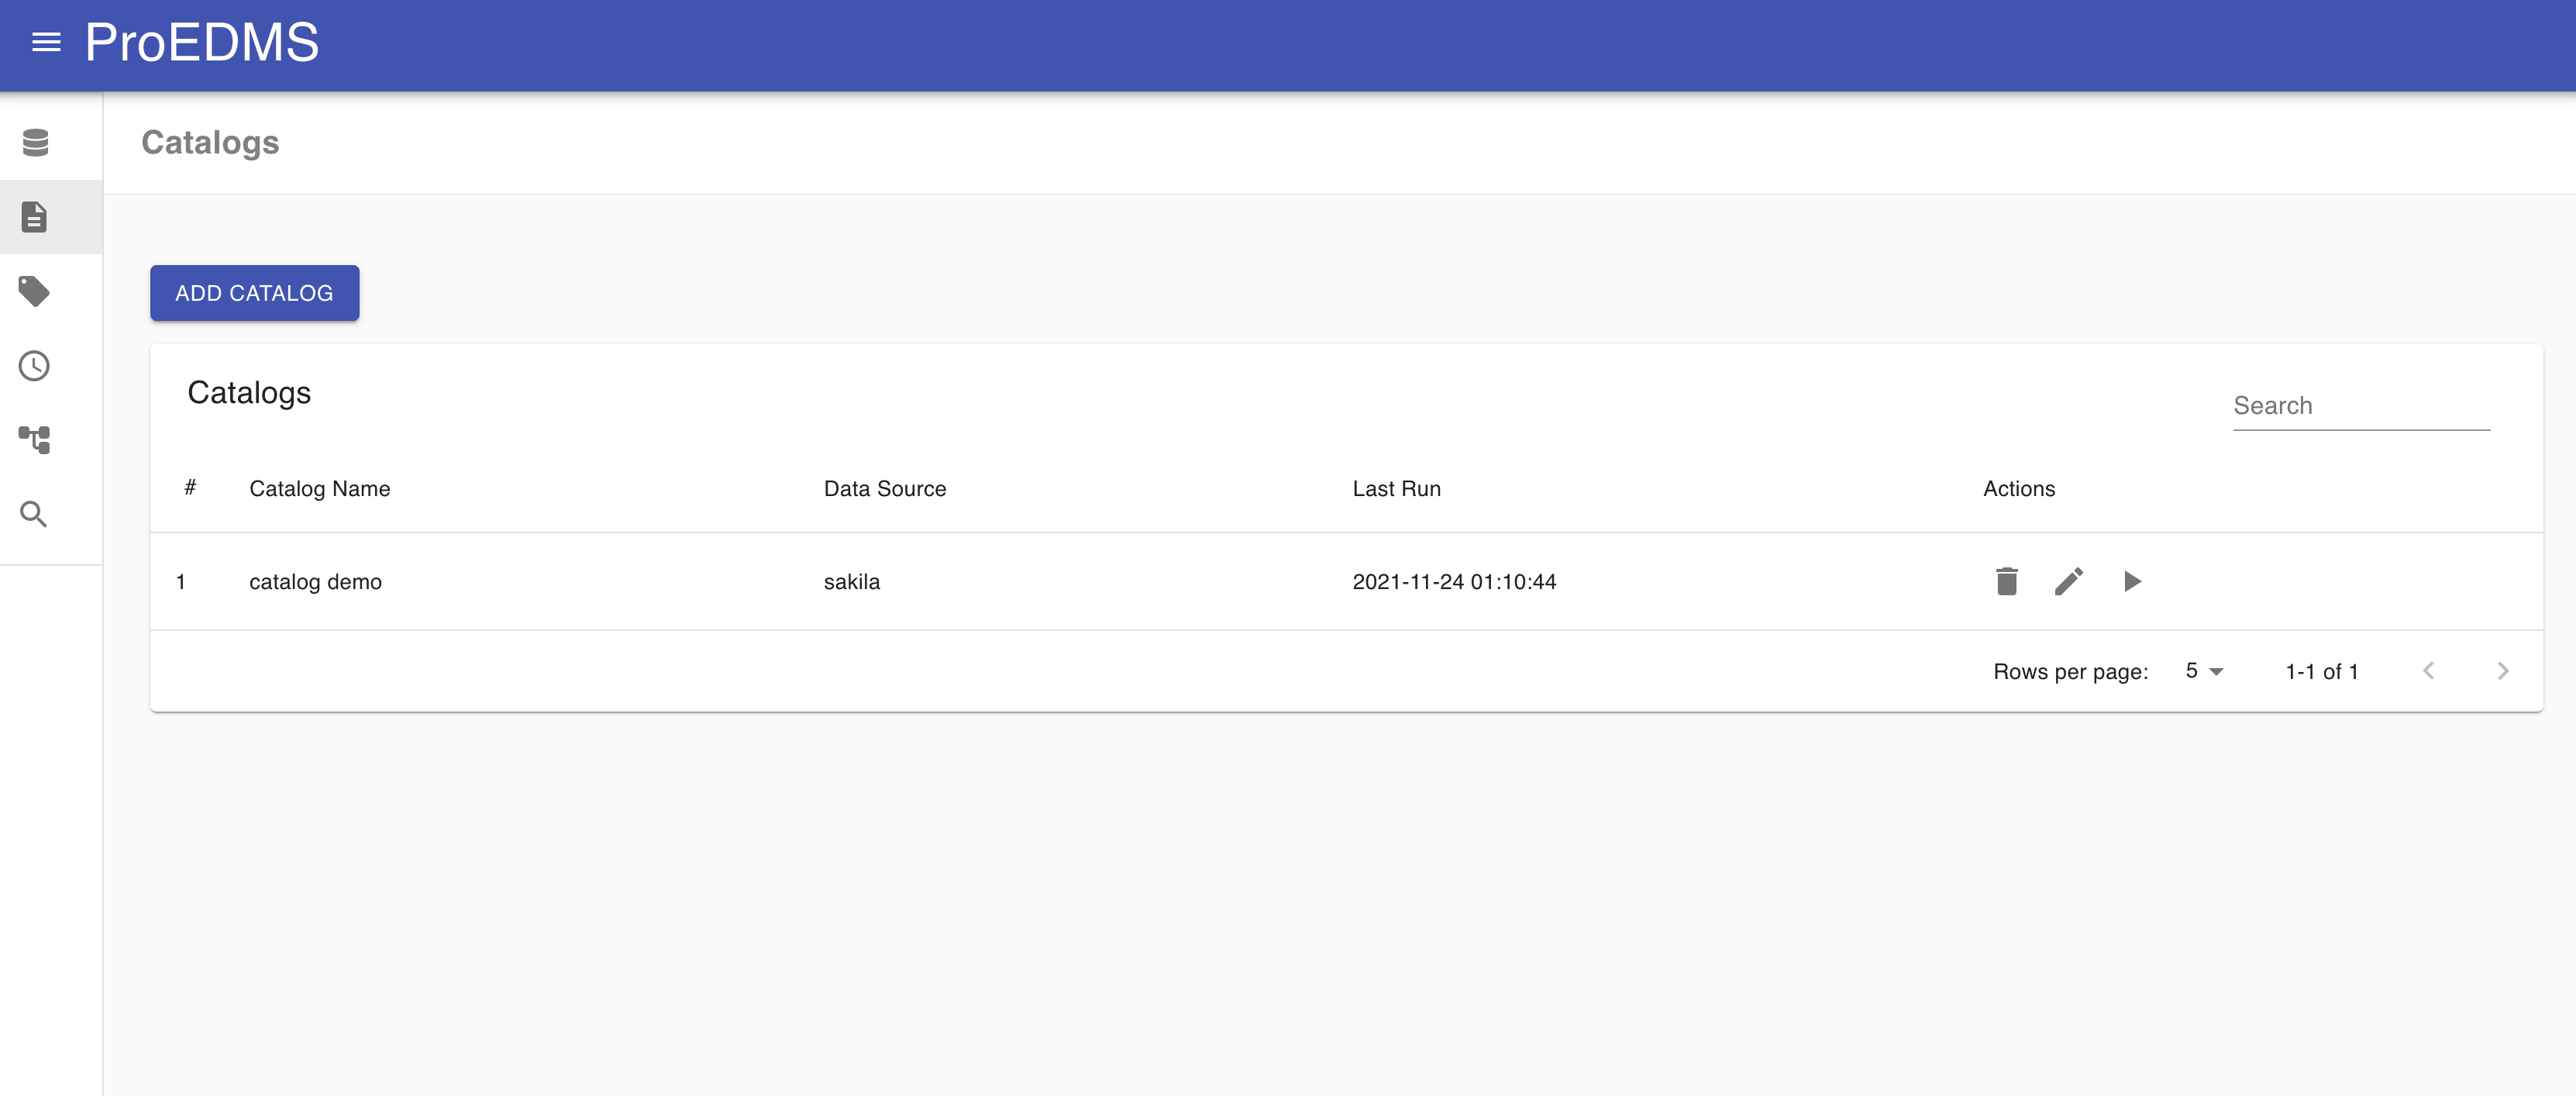 ProEDMS
Catalogs
ADD CATALOG
Catalogs
Search
# Catalog Name Data Source Last Run Actions
1 catalog demo sakila 2021-11-24 01:10:44
Rows per page: 5 1-1 of 1